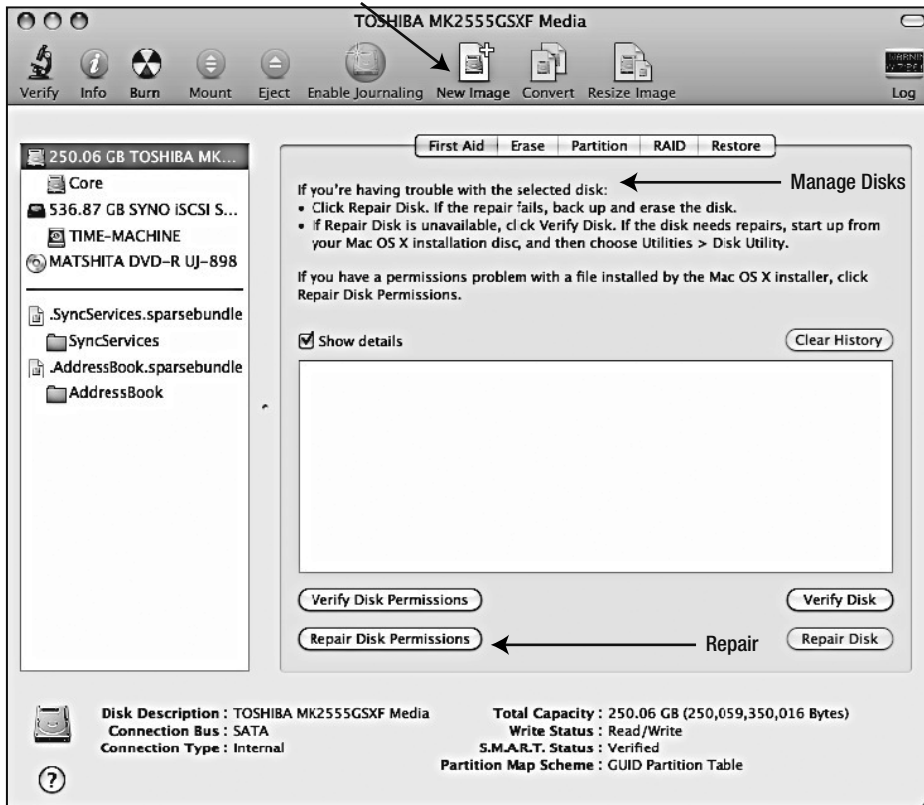 TOSHIBA MK2555GSXF Media
Verify Info Burn Mount Eject Enable Journaling New Image Convert Resize Image Log
250.06 GB TOSHIBA MK...
Core
536.87 GB SYNO iSCSI S...
TIME-MACHINE
MATSHITA DVD-R UJ-898
.SyncServices.sparsebundle
SyncServices
.AddressBook.sparsebundle
AddressBook
First Aid Erase Partition RAID Restore
Manage Disks
If you're having trouble with the selected disk:
• Click Repair Disk. If the repair fails, back up and erase the disk.
• If Repair Disk is unavailable, click Verify Disk. If the disk needs repairs, start up from
your Mac OS X installation disc, and then choose Utilities > Disk Utility.
If you have a permissions problem with a file installed by the Mac OS X installer, click
Repair Disk Permissions.
Show details
Clear History
Verify Disk Permissions
Verify Disk
Repair Disk Permissions
Repair
Repair Disk
Disk Description : TOSHIBA MK2555GSXF Media
Connection Bus : SATA
Connection Type : Internal
Total Capacity : 250.06 GB (250,059,350,016 Bytes)
Write Status : Read/Write
S.M.A.R.T. Status : Verified
Partition Map Scheme : GUID Partition Table
?